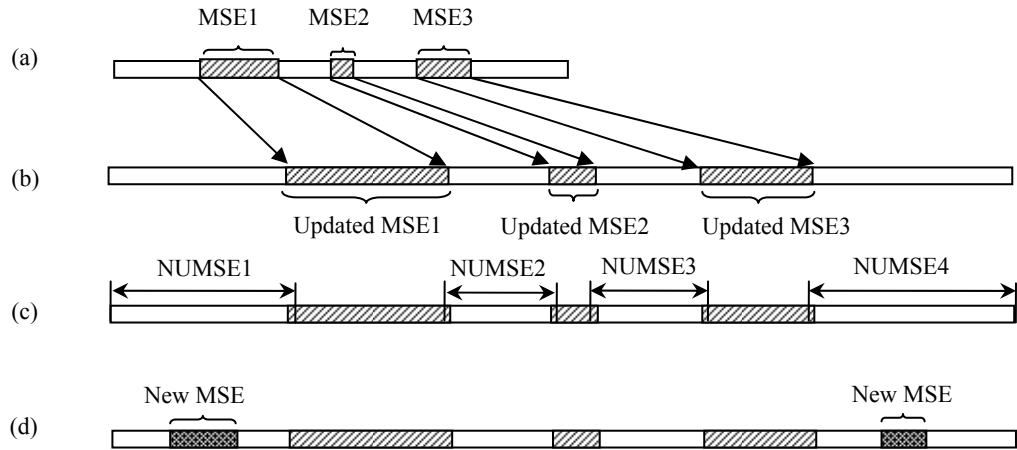 MSE1 MSE2 MSE3
(a)
(b)
Updated MSE1 Updated MSE2 Updated MSE3
NUMSE1 NUMSE2 NUMSE3 NUMSE4
(c)
New MSE New MSE
(d)